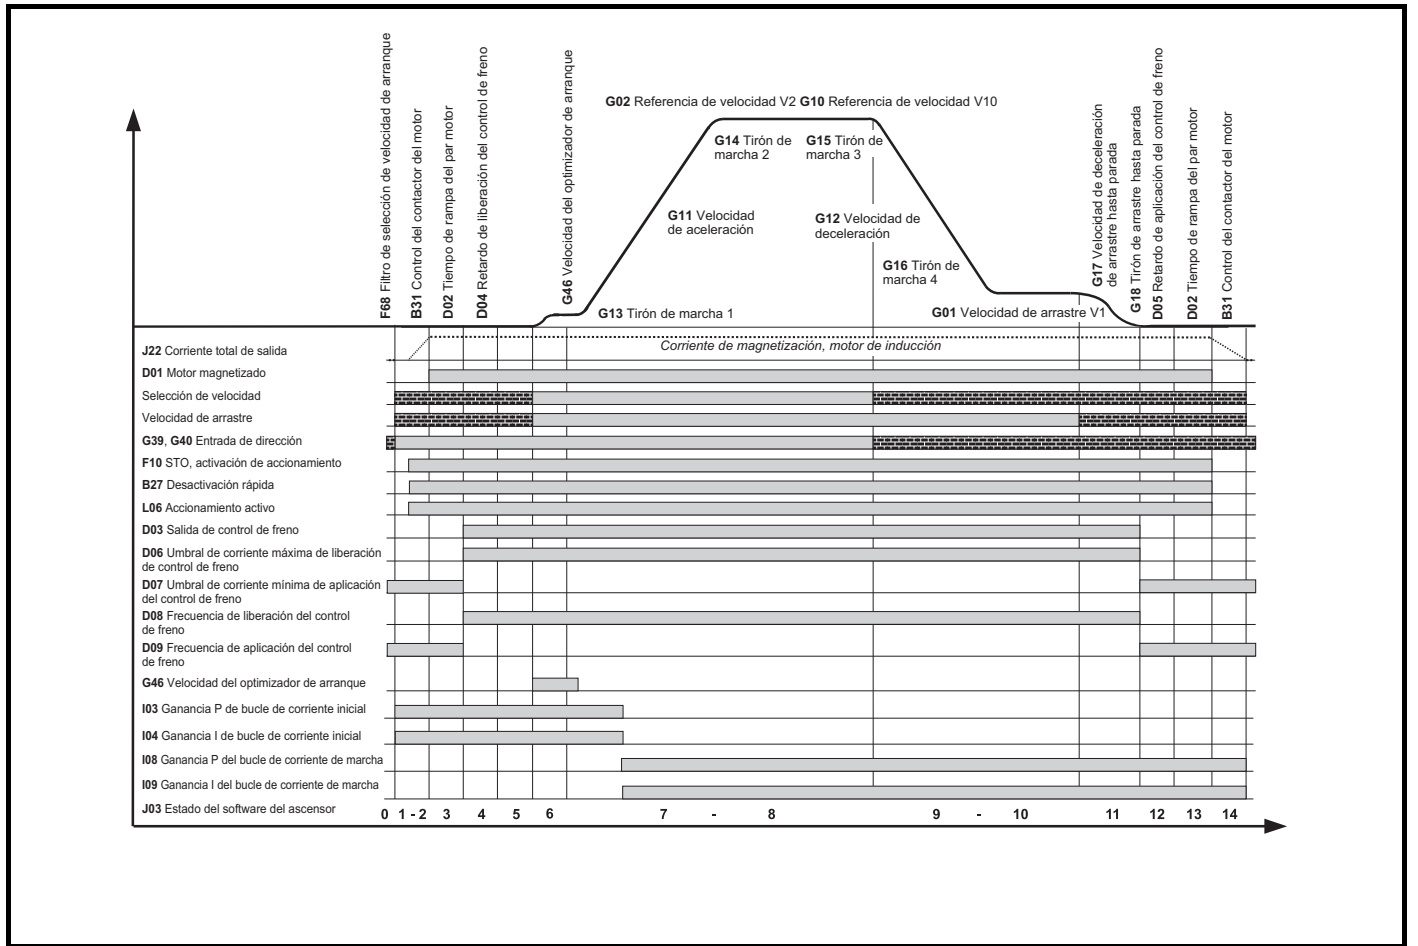 F68 Filtro de selección de velocidad de arranque
B31 Control del contactor del motor
D02 Tiempo de rampa del par motor
D04 Retardo de liberación del control de freno
G46 Velocidad del optimizador de arranque
G02 Referencia de velocidad V2 G10 Referencia de velocidad V10
G14 Tirón de
marcha 2
G15 Tirón de
marcha 3
G11 Velocidad
de aceleración
G12 Velocidad de
deceleración
G16 Tirón de
marcha 4
G13 Tirón de marcha 1
G01 Velocidad de arrastre V1
G17 Velocidad de deceleración
de arrastre hasta parada
G18 Tirón de arrastre hasta parada
D05 Retardo de aplicación del control de freno
D02 Tiempo de rampa del par motor
B31 Control del contactor del motor
J22 Corriente total de salida
Corriente de magnetización, motor de inducción
D01 Motor magnetizado
Selección de velocidad
Velocidad de arrastre
G39, G40 Entrada de dirección
F10 STO, activación de accionamiento
B27 Desactivación rápida
L06 Accionamiento activo
D03 Salida de control de freno
D06 Umbral de corriente máxima de liberación
de control de freno
D07 Umbral de corriente mínima de aplicación
del control de freno
D08 Frecuencia de liberación del control
de freno
D09 Frecuencia de aplicación del control
de freno
G46 Velocidad del optimizador de arranque
I03 Ganancia P de bucle de corriente inicial
I04 Ganancia I de bucle de corriente inicial
I08 Ganancia P del bucle de corriente de marcha
I09 Ganancia I del bucle de corriente de marcha
J03 Estado del software del ascensor
0 1 - 2 3 4 5 6 7 - 8 9 - 10 11 12 13 14